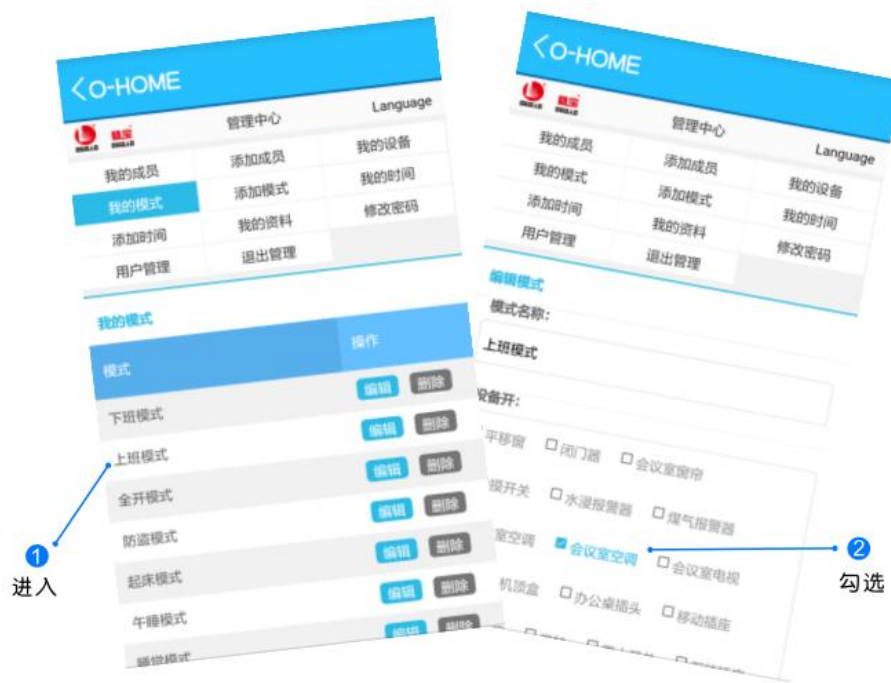 O-HOME
管理中心
Language
我的成员
添加成员
我的设备
我的模式
添加模式
我的时间
添加时间
我的资料
修改密码
用户管理
退出管理
我的模式
模式
操作
下班模式
编辑
删除
上班模式
编辑
删除
全开模式
编辑
删除
防盗模式
编辑
删除
起床模式
编辑
删除
午睡模式
编辑
删除
睡觉模式
编辑
删除
1
进入
O-HOME
管理中心
Language
我的成员
添加成员
我的设备
我的模式
添加模式
我的时间
添加时间
我的资料
修改密码
用户管理
退出管理
编辑模式
模式名称:
上班模式
设备开:
平移窗
闭门器
会议室窗帘
摸开关
水浸报警器
煤气报警器
室空调
会议室空调
会议室电视
机顶盒
办公桌插头
移动插座
2
勾选